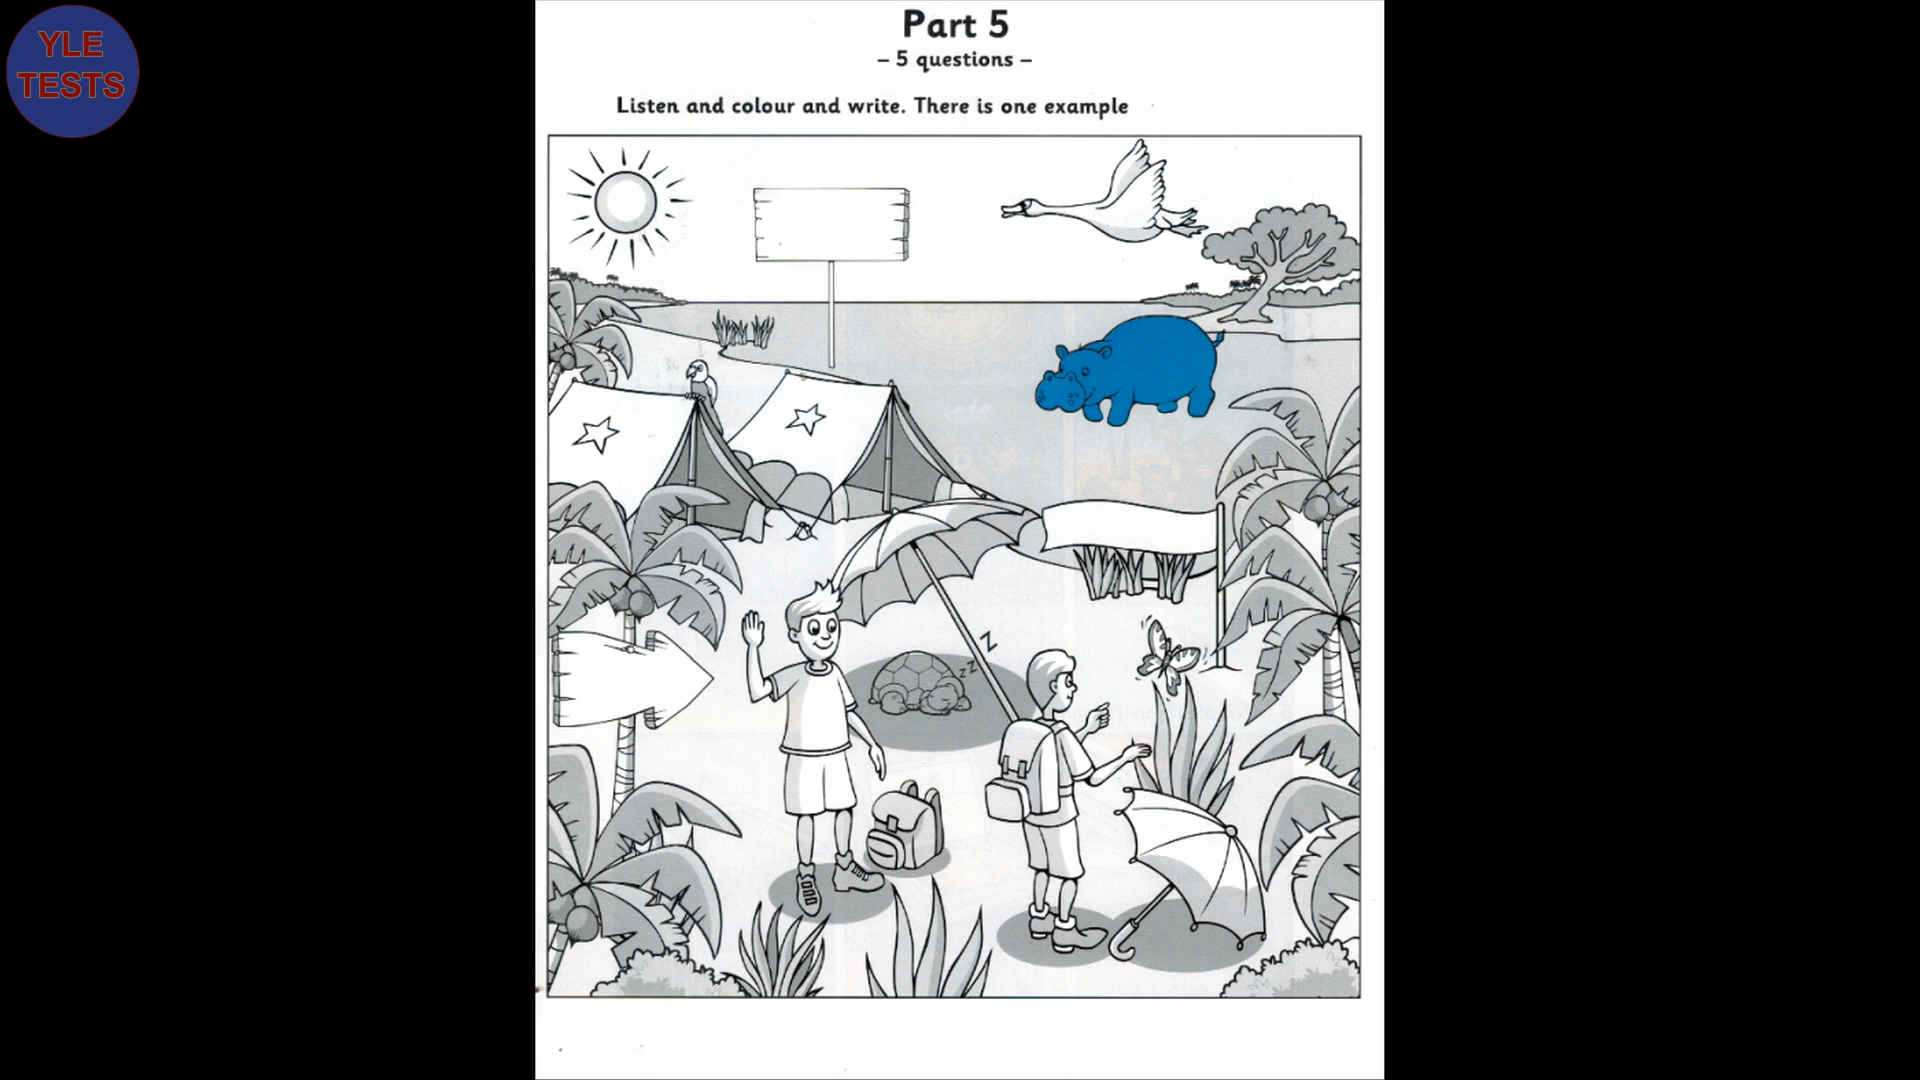 YLE
TESTS
Part 5
– 5 questions –
Listen and colour and write. There is one example
z
z z z